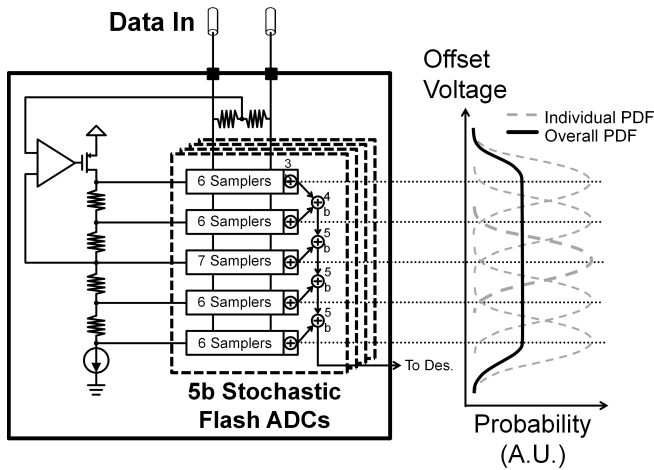 Data In
Offset
Voltage
Individual PDF
Overall PDF
3
6 Samplers
4
b
6 Samplers
5
b
7 Samplers
5
b
6 Samplers
5
b
6 Samplers
To Des.
5b Stochastic
Flash ADCs
Probability
(A.U.)